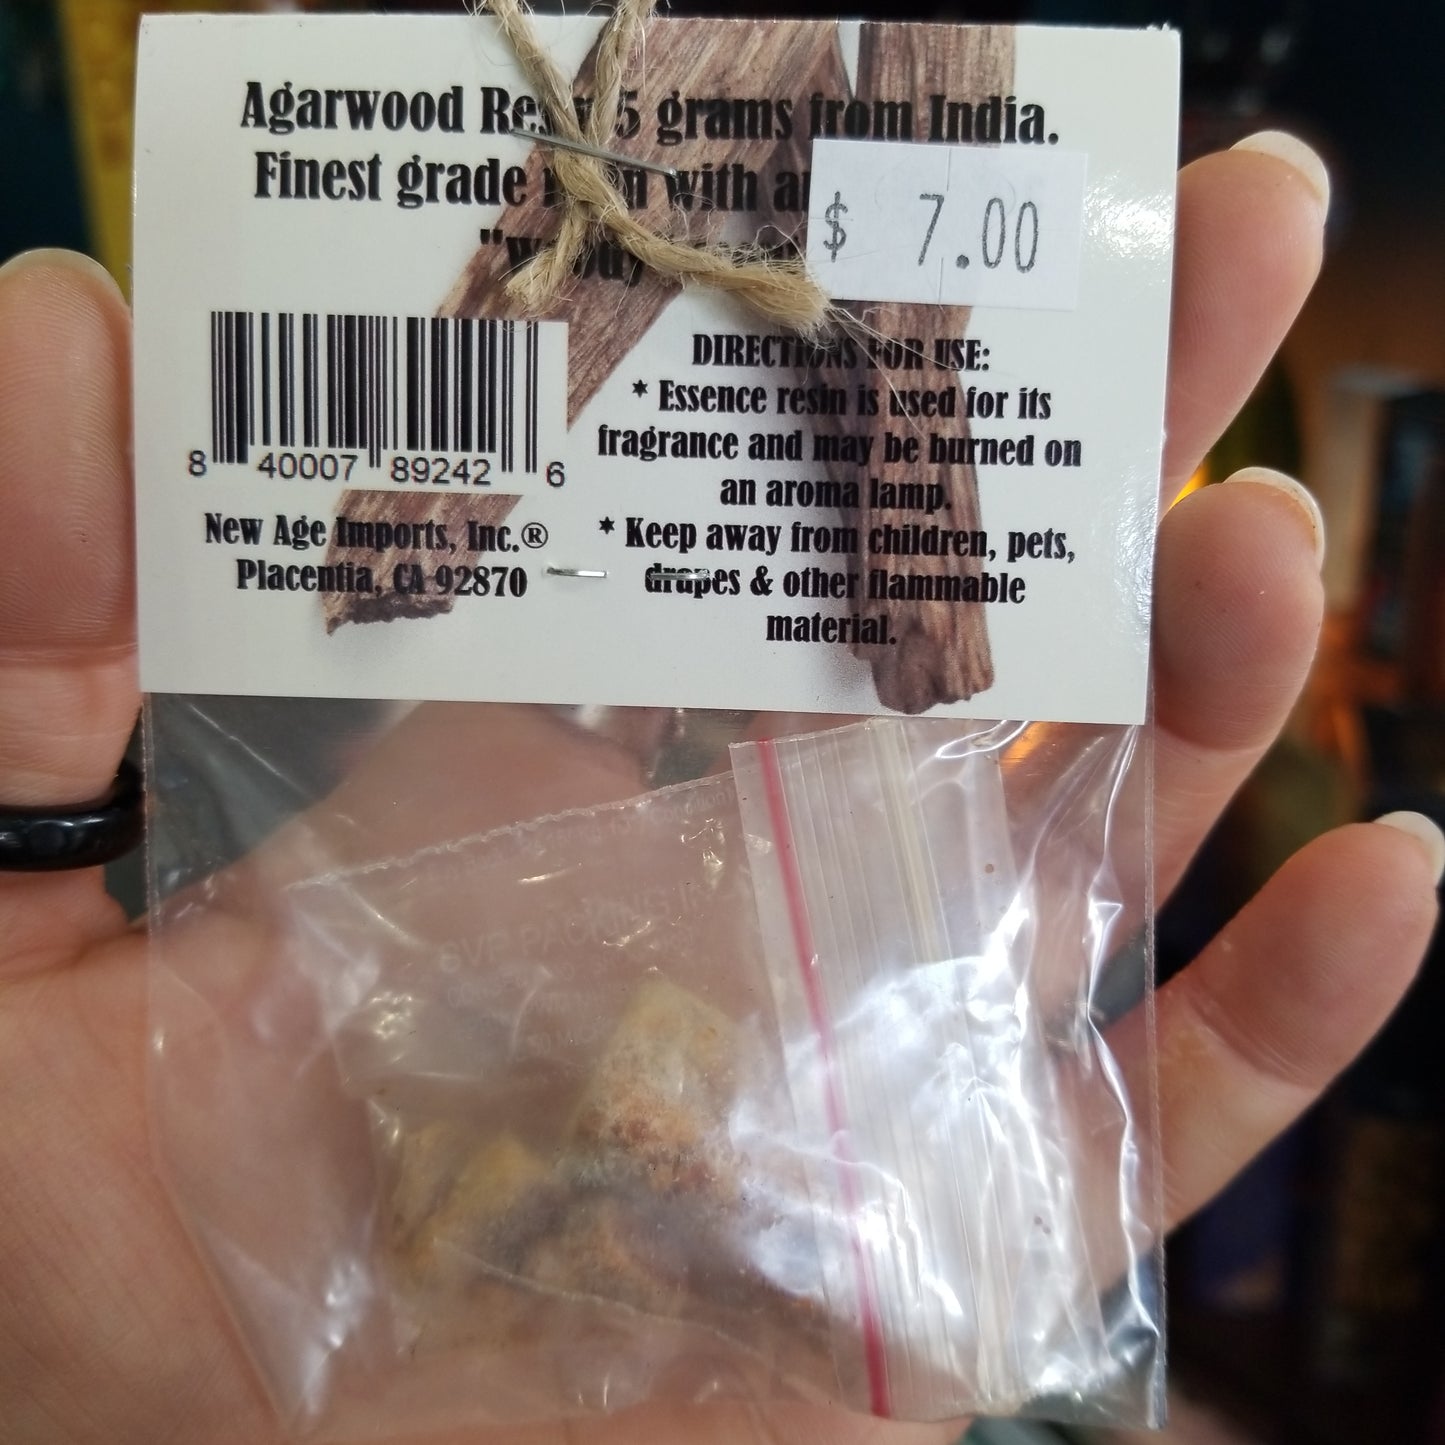 Agarwood 5 grams from India.
Finest grade with
$ 7.00
DIRECTIONS FOR USE:
* Essence resin is used for its
fragrance and may be burned on
an aroma lamp.
* Keep away from children, pets,
drapes & other flammable
material.
8 40007 89242 6
New Age Imports, Inc.®
Placentia, CA 92870